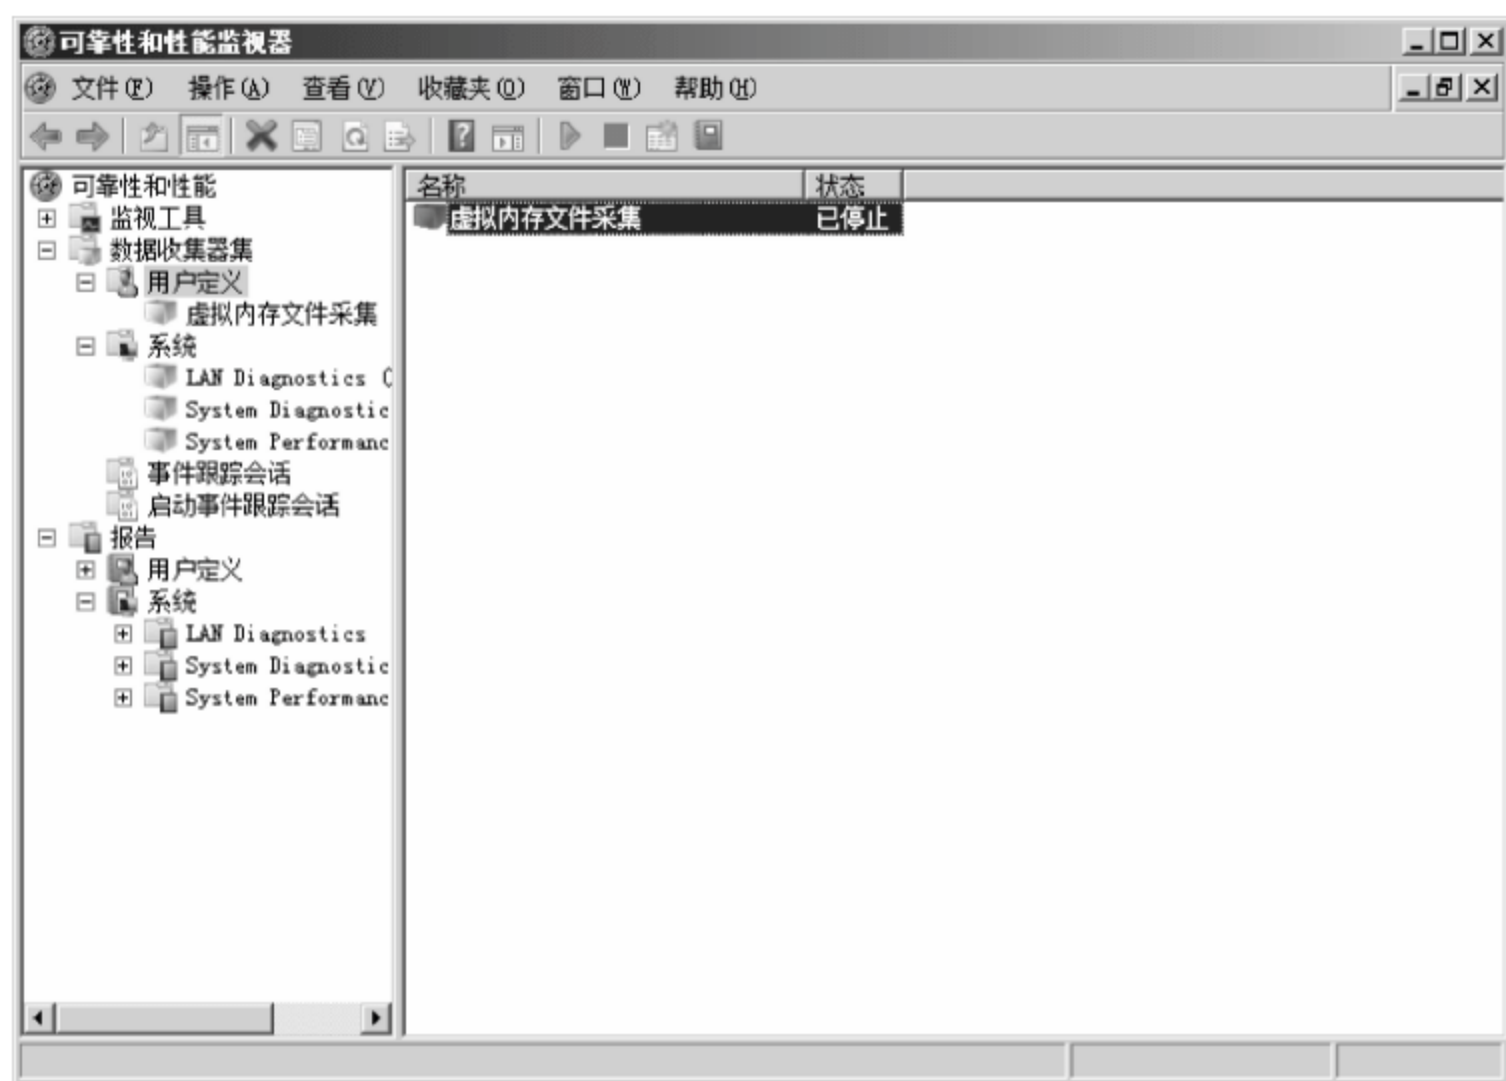 可靠性和性能监视器
文件(F) 操作(A) 查看(V) 收藏夹(O) 窗口(W) 帮助(H)
可靠性和性能
监视工具
数据收集器集
用户定义
虚拟内存文件采集
系统
LAN Diagnostics C
System Diagnostic
System Performanc
事件跟踪会话
启动事件跟踪会话
报告
用户定义
系统
LAN Diagnostics
System Diagnostic
System Performanc
名称 状态
虚拟内存文件采集 已停止